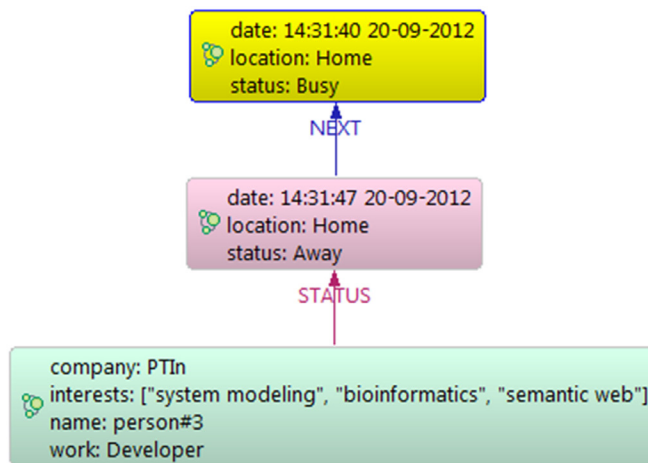 date: 14:31:40 20-09-2012
location: Home
status: Busy
NEXT
date: 14:31:47 20-09-2012
location: Home
status: Away
STATUS
company: PTIn
interests: ["system modeling", "bioinformatics", "semantic web"]
name: person#3
work: Developer